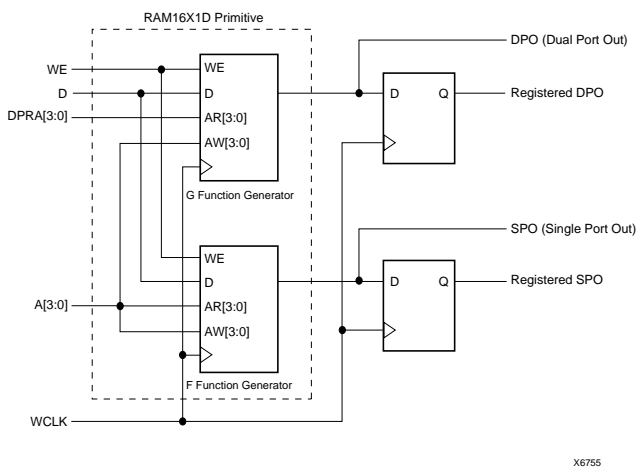 RAM16X1D Primitive
DPO (Dual Port Out)
WE
WE
D
D
D
Q
Registered DPO
DPRA[3:0]
AR[3:0]
AW[3:0]
G Function Generator
SPO (Single Port Out)
WE
D
D
Q
Registered SPO
A[3:0]
AR[3:0]
AW[3:0]
F Function Generator
WCLK
X6755